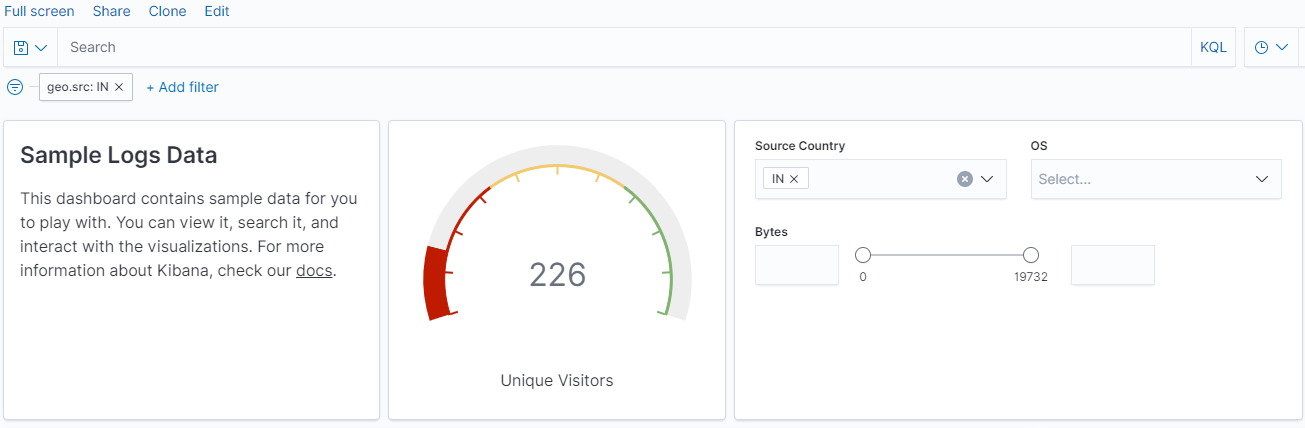 Full screen Share Clone Edit
Search KQL
geo.src: IN + Add filter
Sample Logs Data
This dashboard contains sample data for you
to play with. You can view it, search it, and
interact with the visualizations. For more
information about Kibana, check our docs.
226
Unique Visitors
Source Country OS
IN Select...
Bytes
0 19732